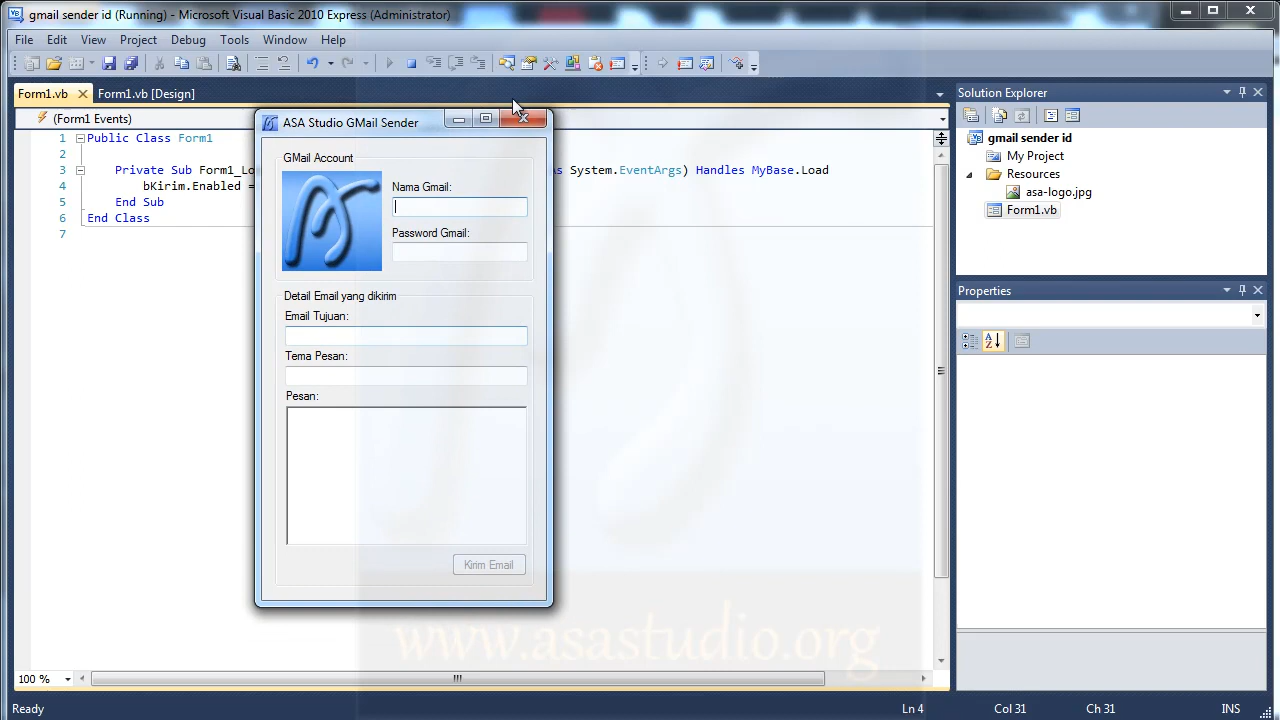 gmail sender id (Running) - Microsoft Visual Basic 2010 Express (Administrator)
File Edit View Project Debug Tools Window Help
Form1.vb Form1.vb [Design]
(Form1 Events)
1 Public Class Form1
2
3 Private Sub Form1_Lo As System.EventArgs) Handles MyBase.Load
4 bKirim.Enabled =
5 End Sub
6 End Class
7
ASA Studio GMail Sender
GMail Account
Nama Gmail:
Password Gmail:
Detail Email yang dikirim
Email Tujuan:
Tema Pesan:
Pesan:
Kirim Email
Solution Explorer
gmail sender id
My Project
Resources
asa-logo.jpg
Form1.vb
Properties
www.asastudio.org
100 %
Ready Ln 4 Col 31 Ch 31 INS